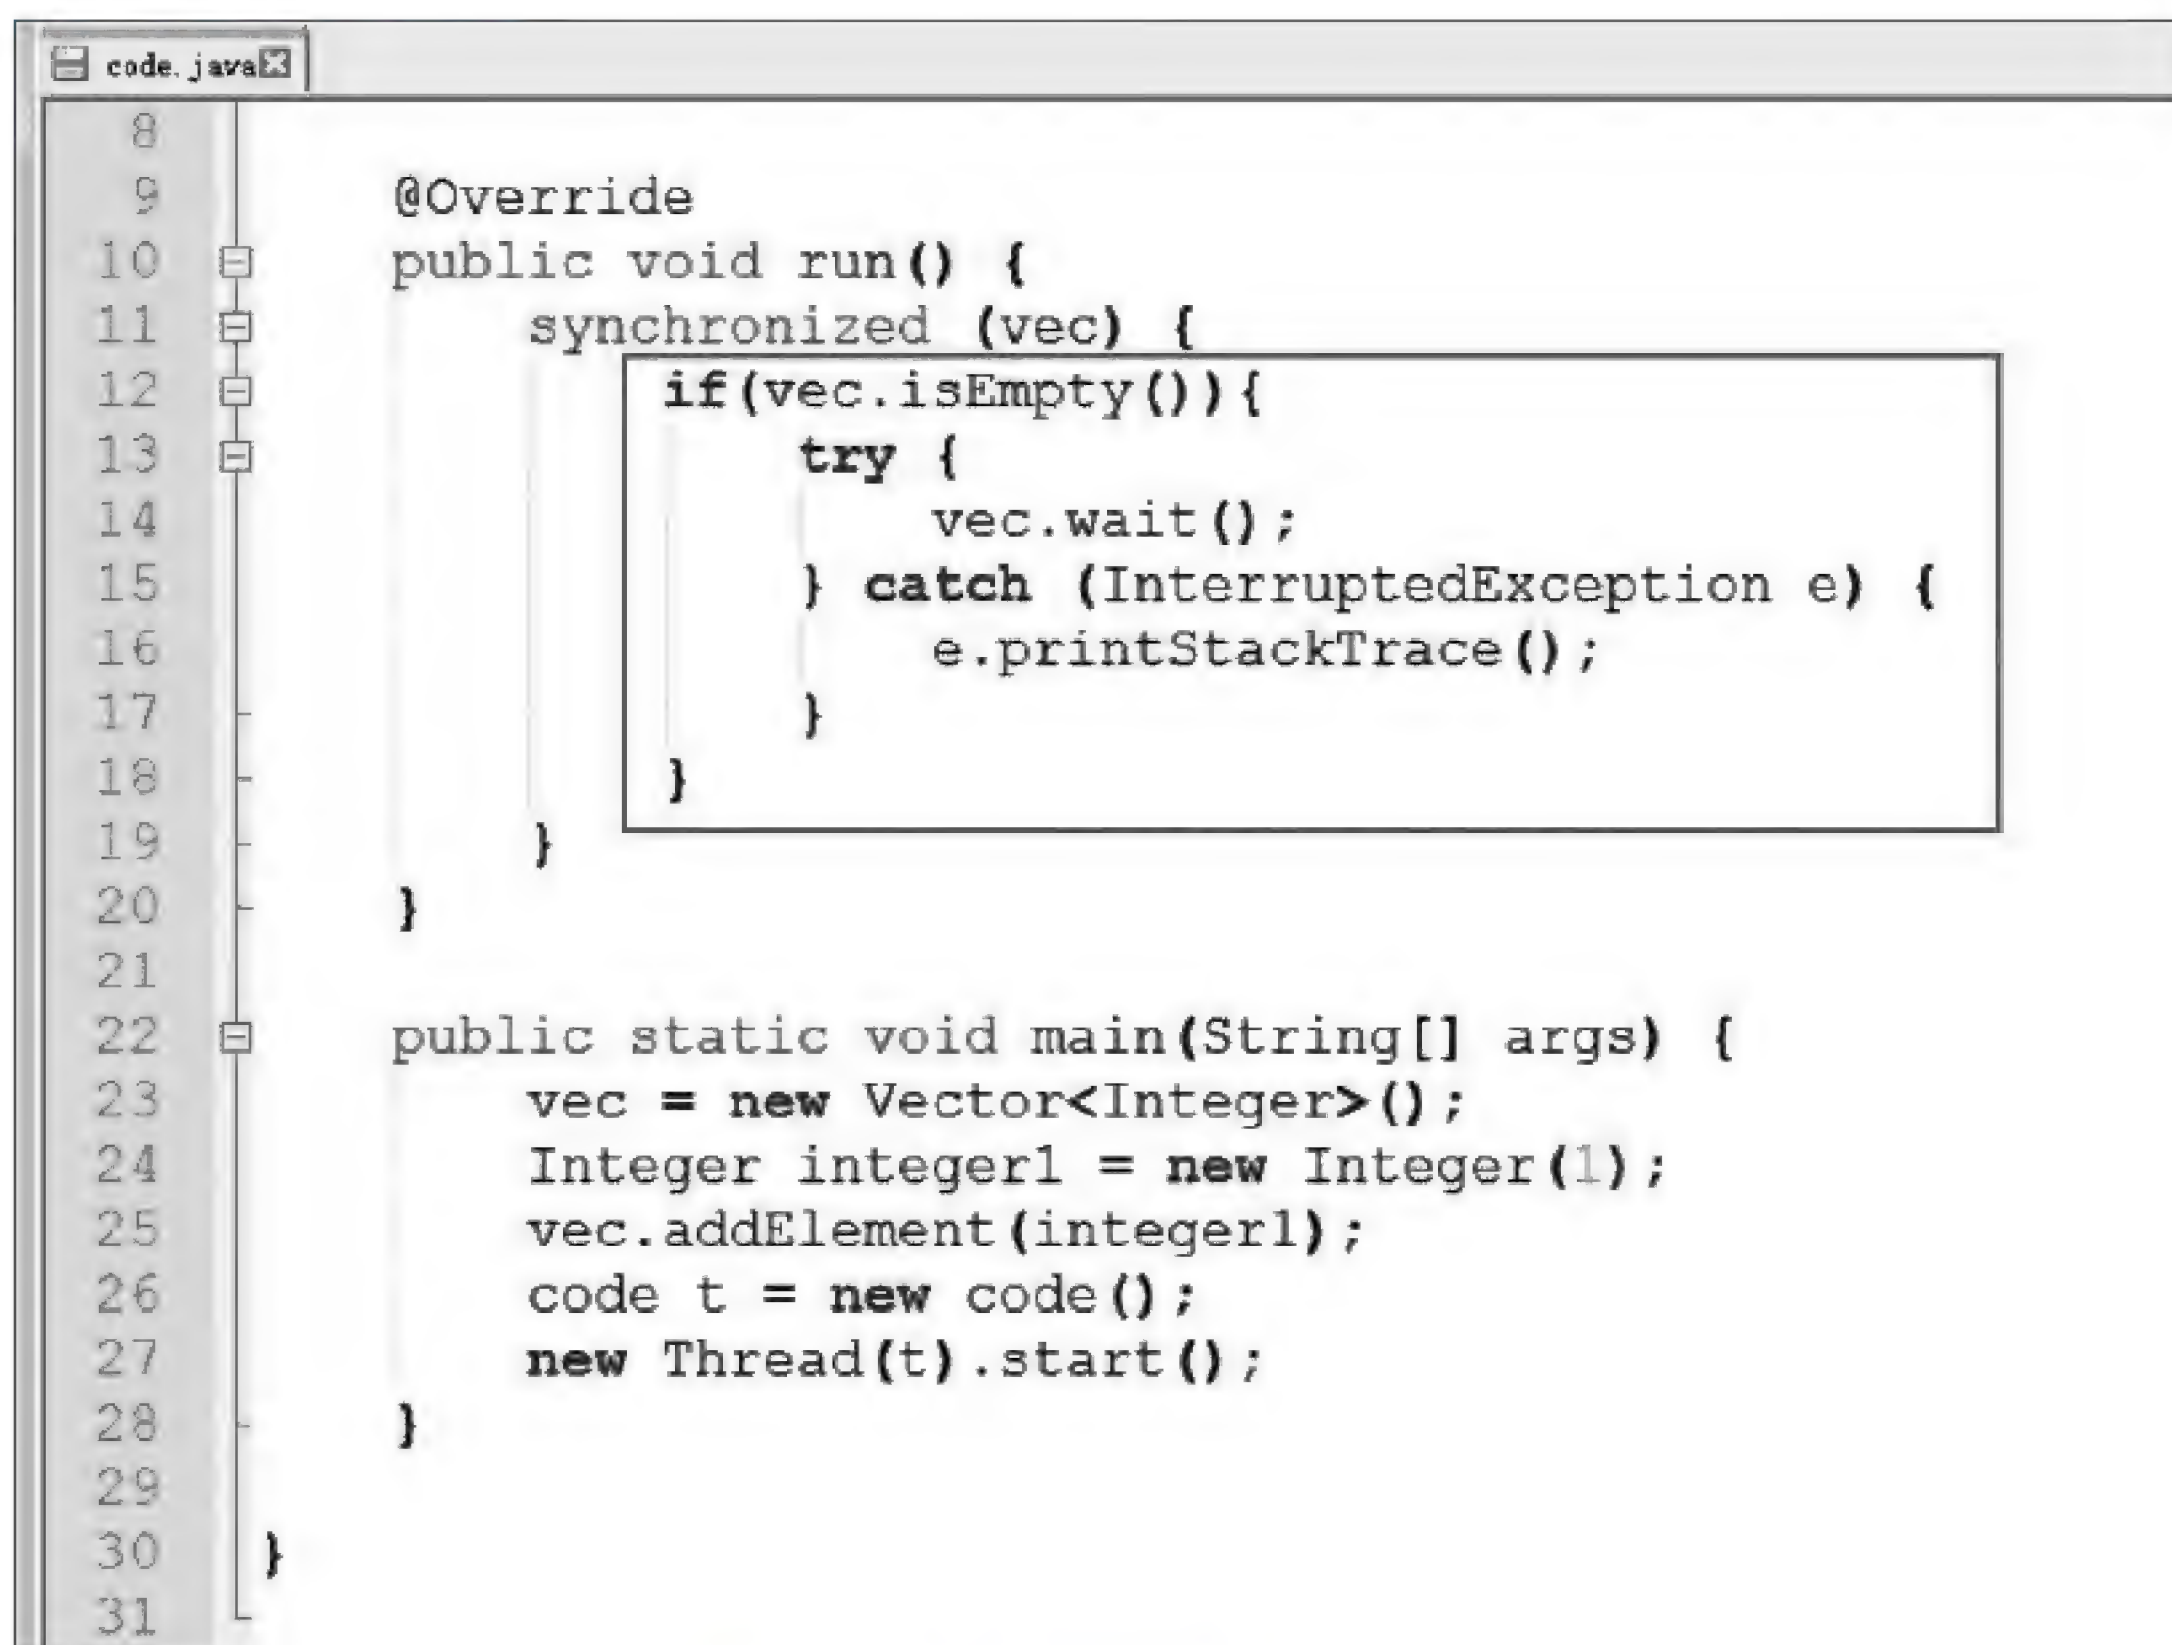 code.java
8
9 @Override
10 public void run() {
11 synchronized (vec) {
12 if(vec.isEmpty()){
13 try {
14 vec.wait();
15 } catch (InterruptedException e) {
16 e.printStackTrace();
17 }
18 }
19 }
20 }
21
22 public static void main(String[] args) {
23 vec = new Vector<Integer>();
24 Integer integer1 = new Integer(1);
25 vec.addElement(integer1);
26 code t = new code();
27 new Thread(t).start();
28 }
29
30 }
31